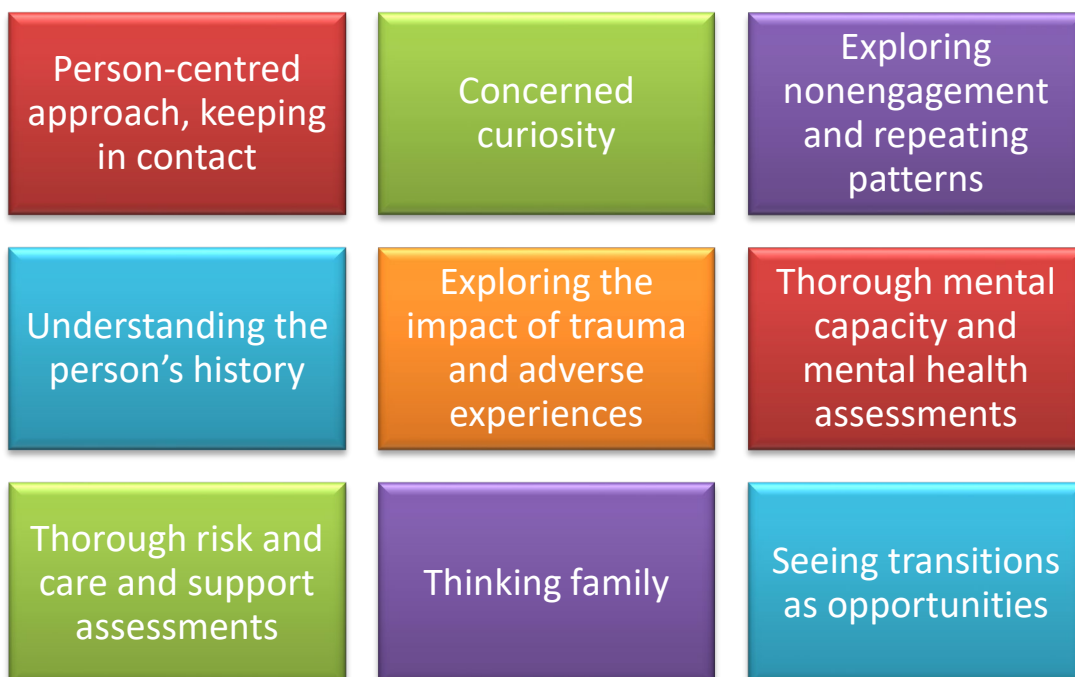 Person-centred
approach, keeping
in contact
Concerned
curiosity
Exploring
nonengagement
and repeating
patterns
Understanding the
person’s history
Exploring the
impact of trauma
and adverse
experiences
Thorough mental
capacity and
mental health
assessments
Thorough risk and
care and support
assessments
Thinking family
Seeing transitions
as opportunities